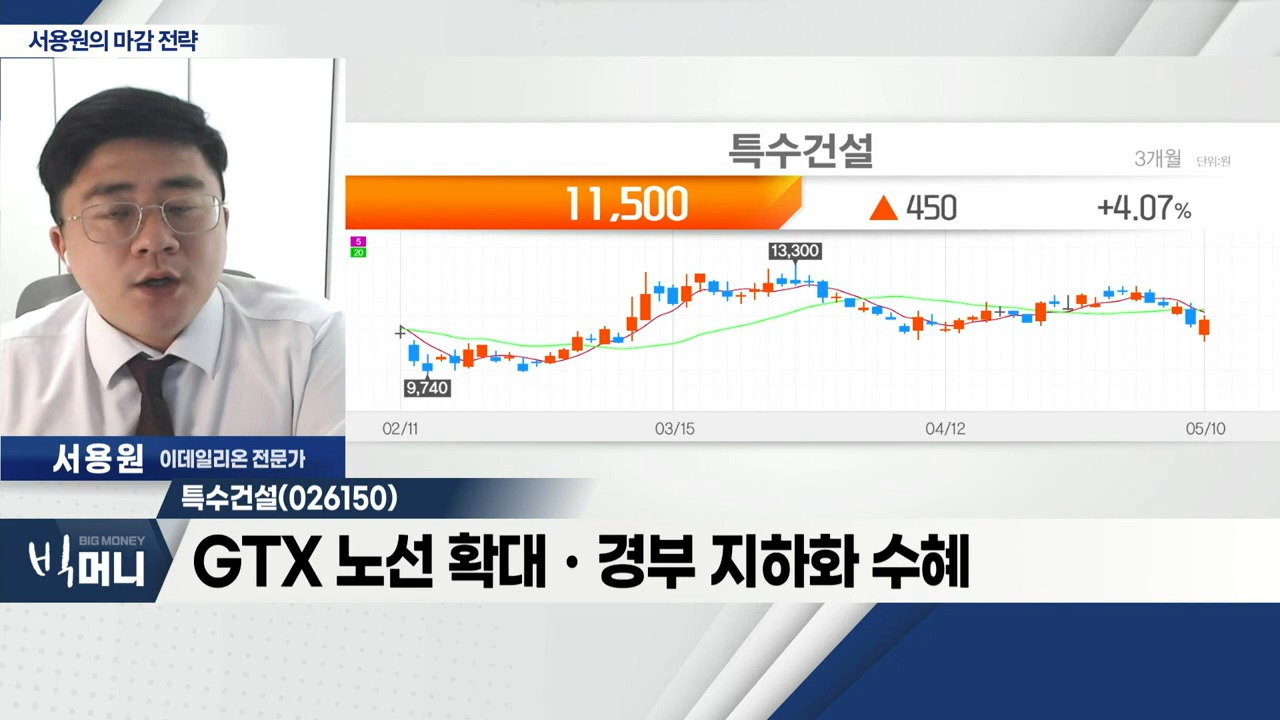 서용원의 마감 전략
특수건설
3개월 단위:원
11,500 ▲ 450 +4.07%
5
20
13,300
9,740
02/11 03/15 04/12 05/10
서용원 이데일리온 전문가
특수건설(026150)
BIG MONEY
빅머니
GTX 노선 확대 · 경부 지하화 수혜